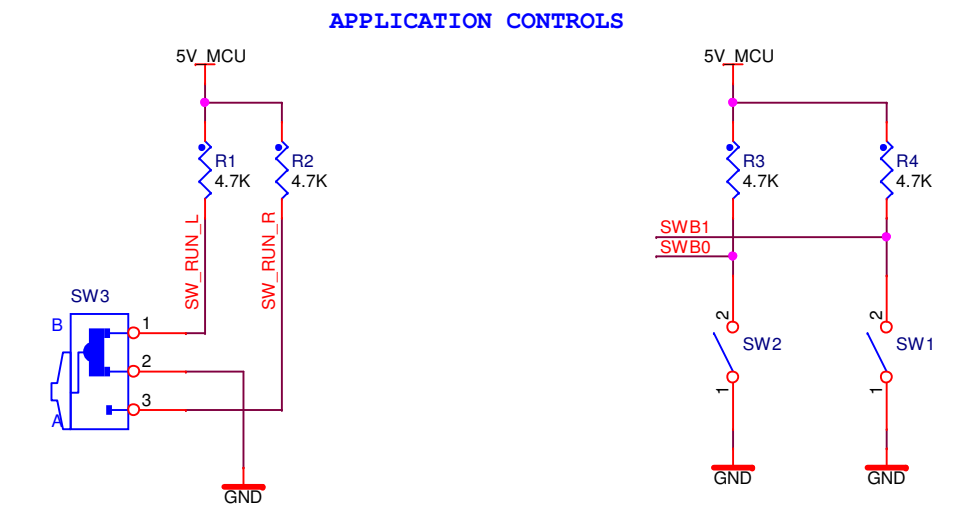 APPLICATION CONTROLS
5V_MCU
R1
4.7K
R2
4.7K
SW_RUN_L
SW_RUN_R
SW3
B
A
1
2
3
GND
5V_MCU
R3
4.7K
R4
4.7K
SWB1
SWB0
2
SW2
1
2
SW1
1
GND
GND